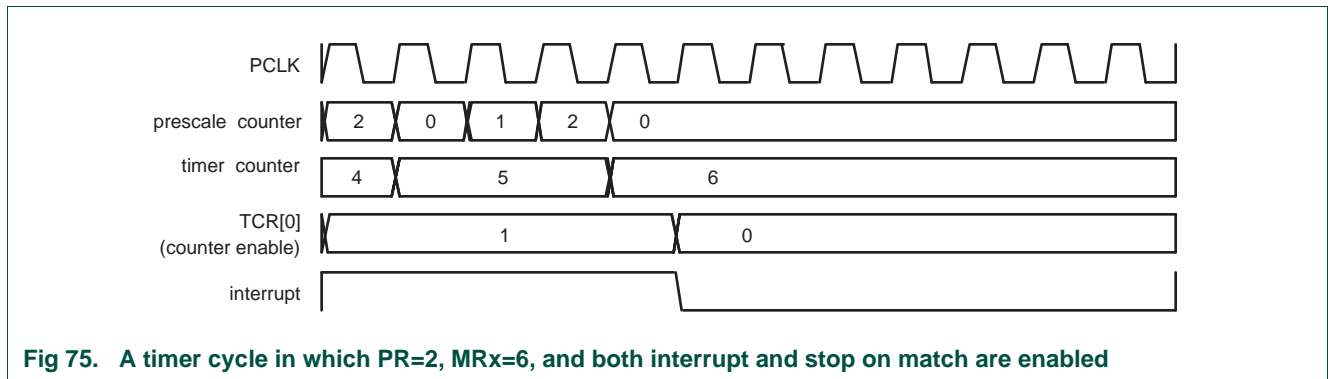 PCLK
prescale counter 2 0 1 2 0
timer counter 4 5 6
TCR[0]
(counter enable) 1 0
interrupt
Fig 75. A timer cycle in which PR=2, MRx=6, and both interrupt and stop on match are enabled